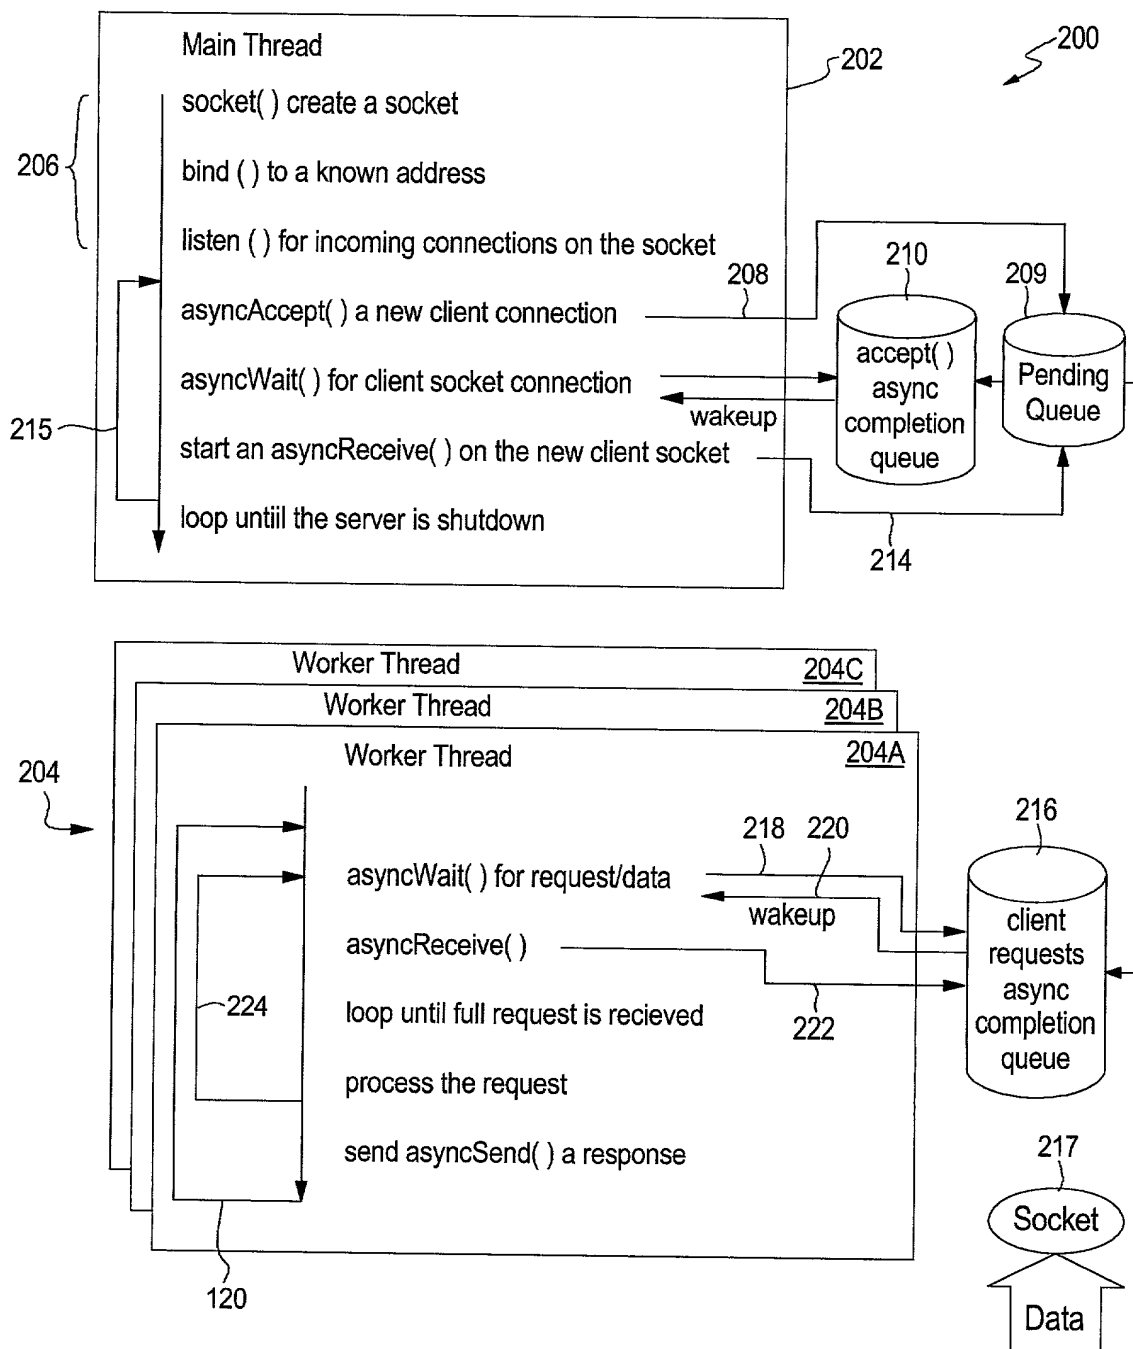 Main Thread
202
200
socket( ) create a socket
206
bind ( ) to a known address
listen ( ) for incoming connections on the socket
208
210
209
asyncAccept( ) a new client connection
accept( )
async
completion
queue
Pending
Queue
asyncWait( ) for client socket connection
wakeup
215
start an asyncReceive( ) on the new client socket
loop untiil the server is shutdown
214
Worker Thread
204C
Worker Thread
204B
Worker Thread
204A
204
218
220
216
asyncWait( ) for request/data
wakeup
client
requests
async
completion
queue
asyncReceive( )
224
loop until full request is recieved
222
process the request
send asyncSend( ) a response
217
Socket
120
Data